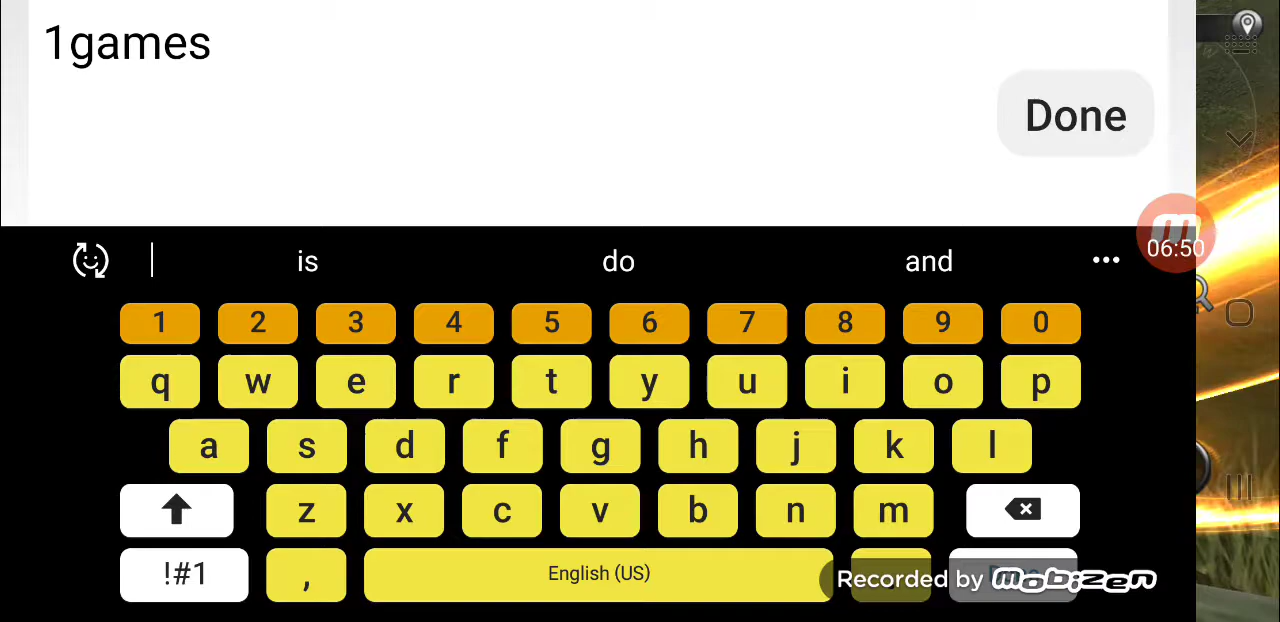 1games
Done
06:50
is do and
1 2 3 4 5 6 7 8 9 0
q w e r t y u i o p
a s d f g h j k l
z x c v b n m
!#1 , English (US)
Recorded by mobizen